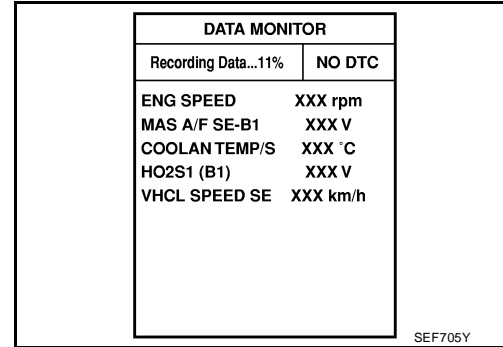 DATA MONITOR
Recording Data...11% NO DTC
ENG SPEED XXX rpm
MAS A/F SE-B1 XXX V
COOLAN TEMP/S XXX °C
HO2S1 (B1) XXX V
VHCL SPEED SE XXX km/h
SEF705Y